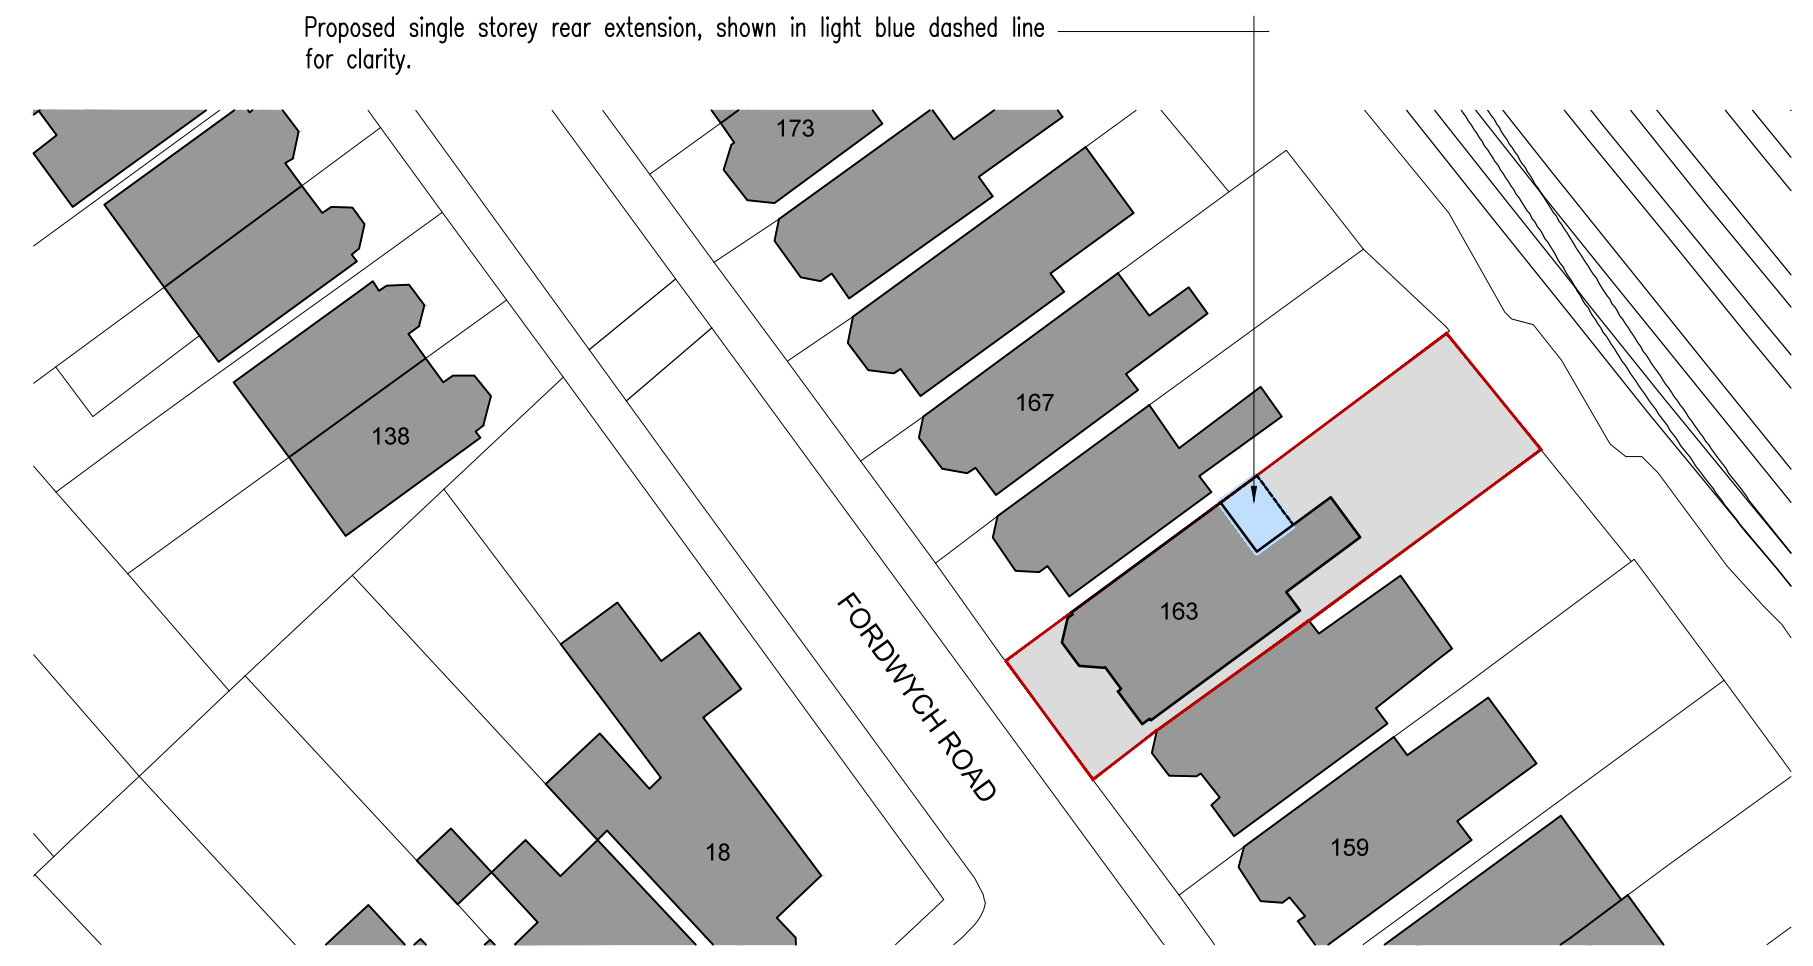 Proposed single storey rear extension, shown in light blue dashed line
for clarity.
173
167
138
163
FORDWYCH ROAD
18
159